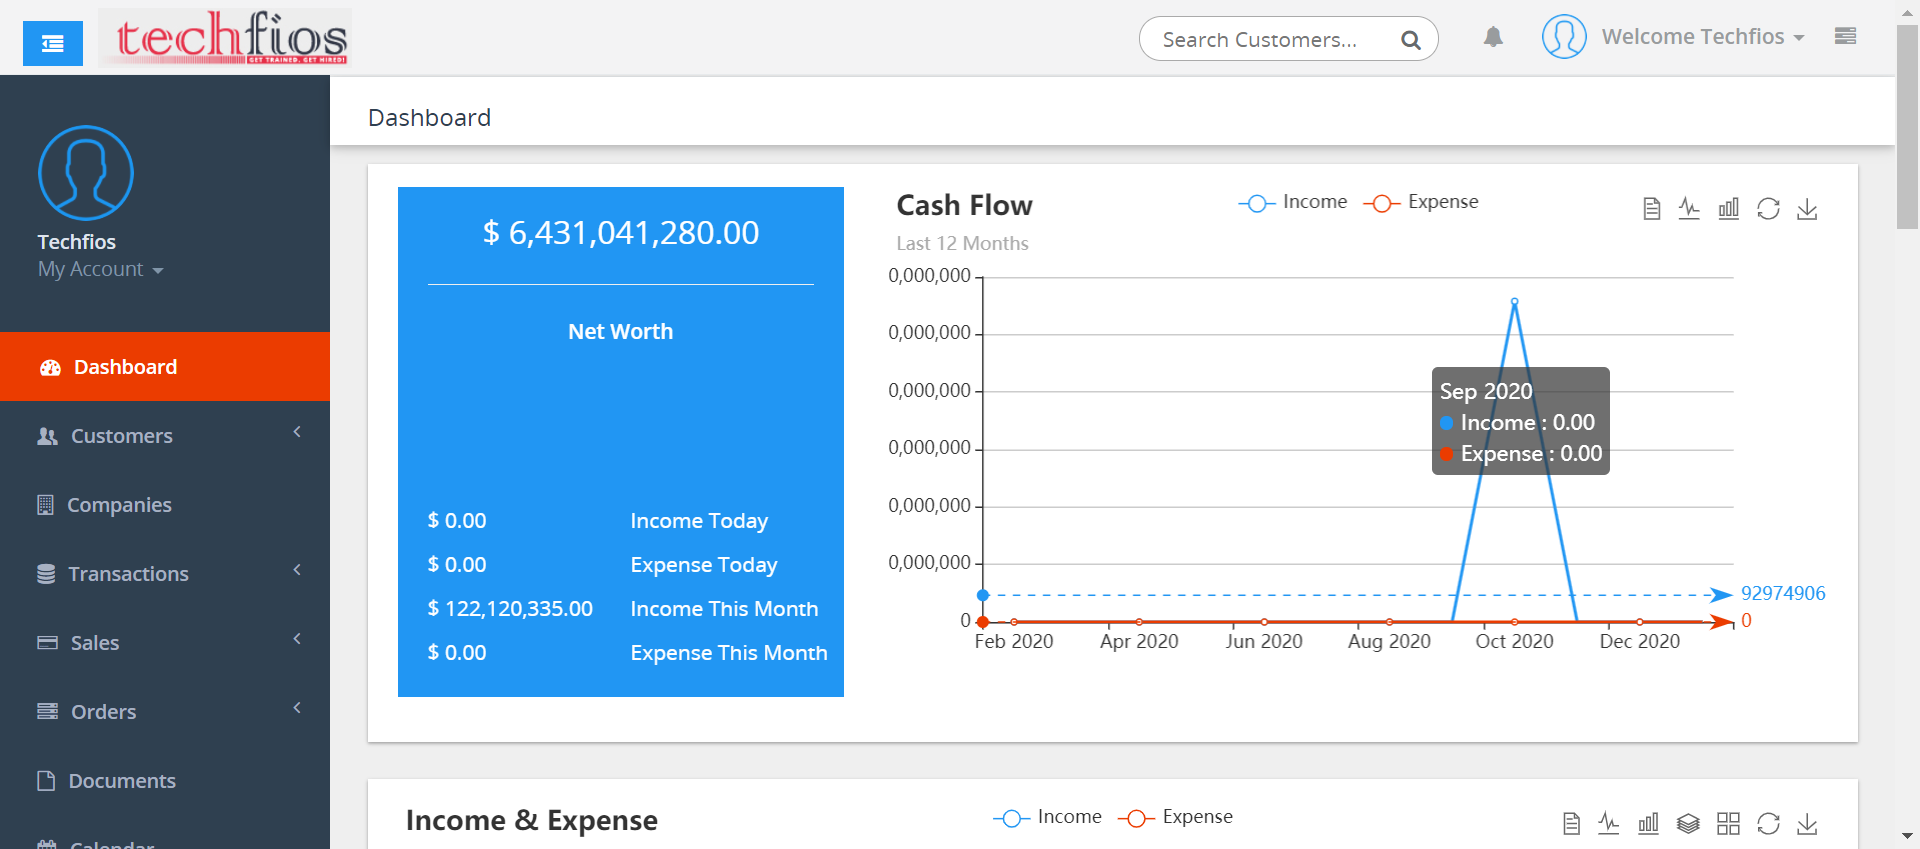 techfios
GET TRAINED. GET HIRED!
Search Customers...
Welcome Techfios
Techfios
My Account
Dashboard
Customers
Companies
Transactions
Sales
Orders
Documents
Calendar
Dashboard
$ 6,431,041,280.00
Net Worth
$ 0.00 Income Today
$ 0.00 Expense Today
$ 122,120,335.00 Income This Month
$ 0.00 Expense This Month
Cash Flow
Last 12 Months
Income Expense
0,000,000
0,000,000
0,000,000
0,000,000
0,000,000
0,000,000
0
Sep 2020
Income : 0.00
Expense : 0.00
92974906
0
Feb 2020 Apr 2020 Jun 2020 Aug 2020 Oct 2020 Dec 2020
Income & Expense
Income Expense